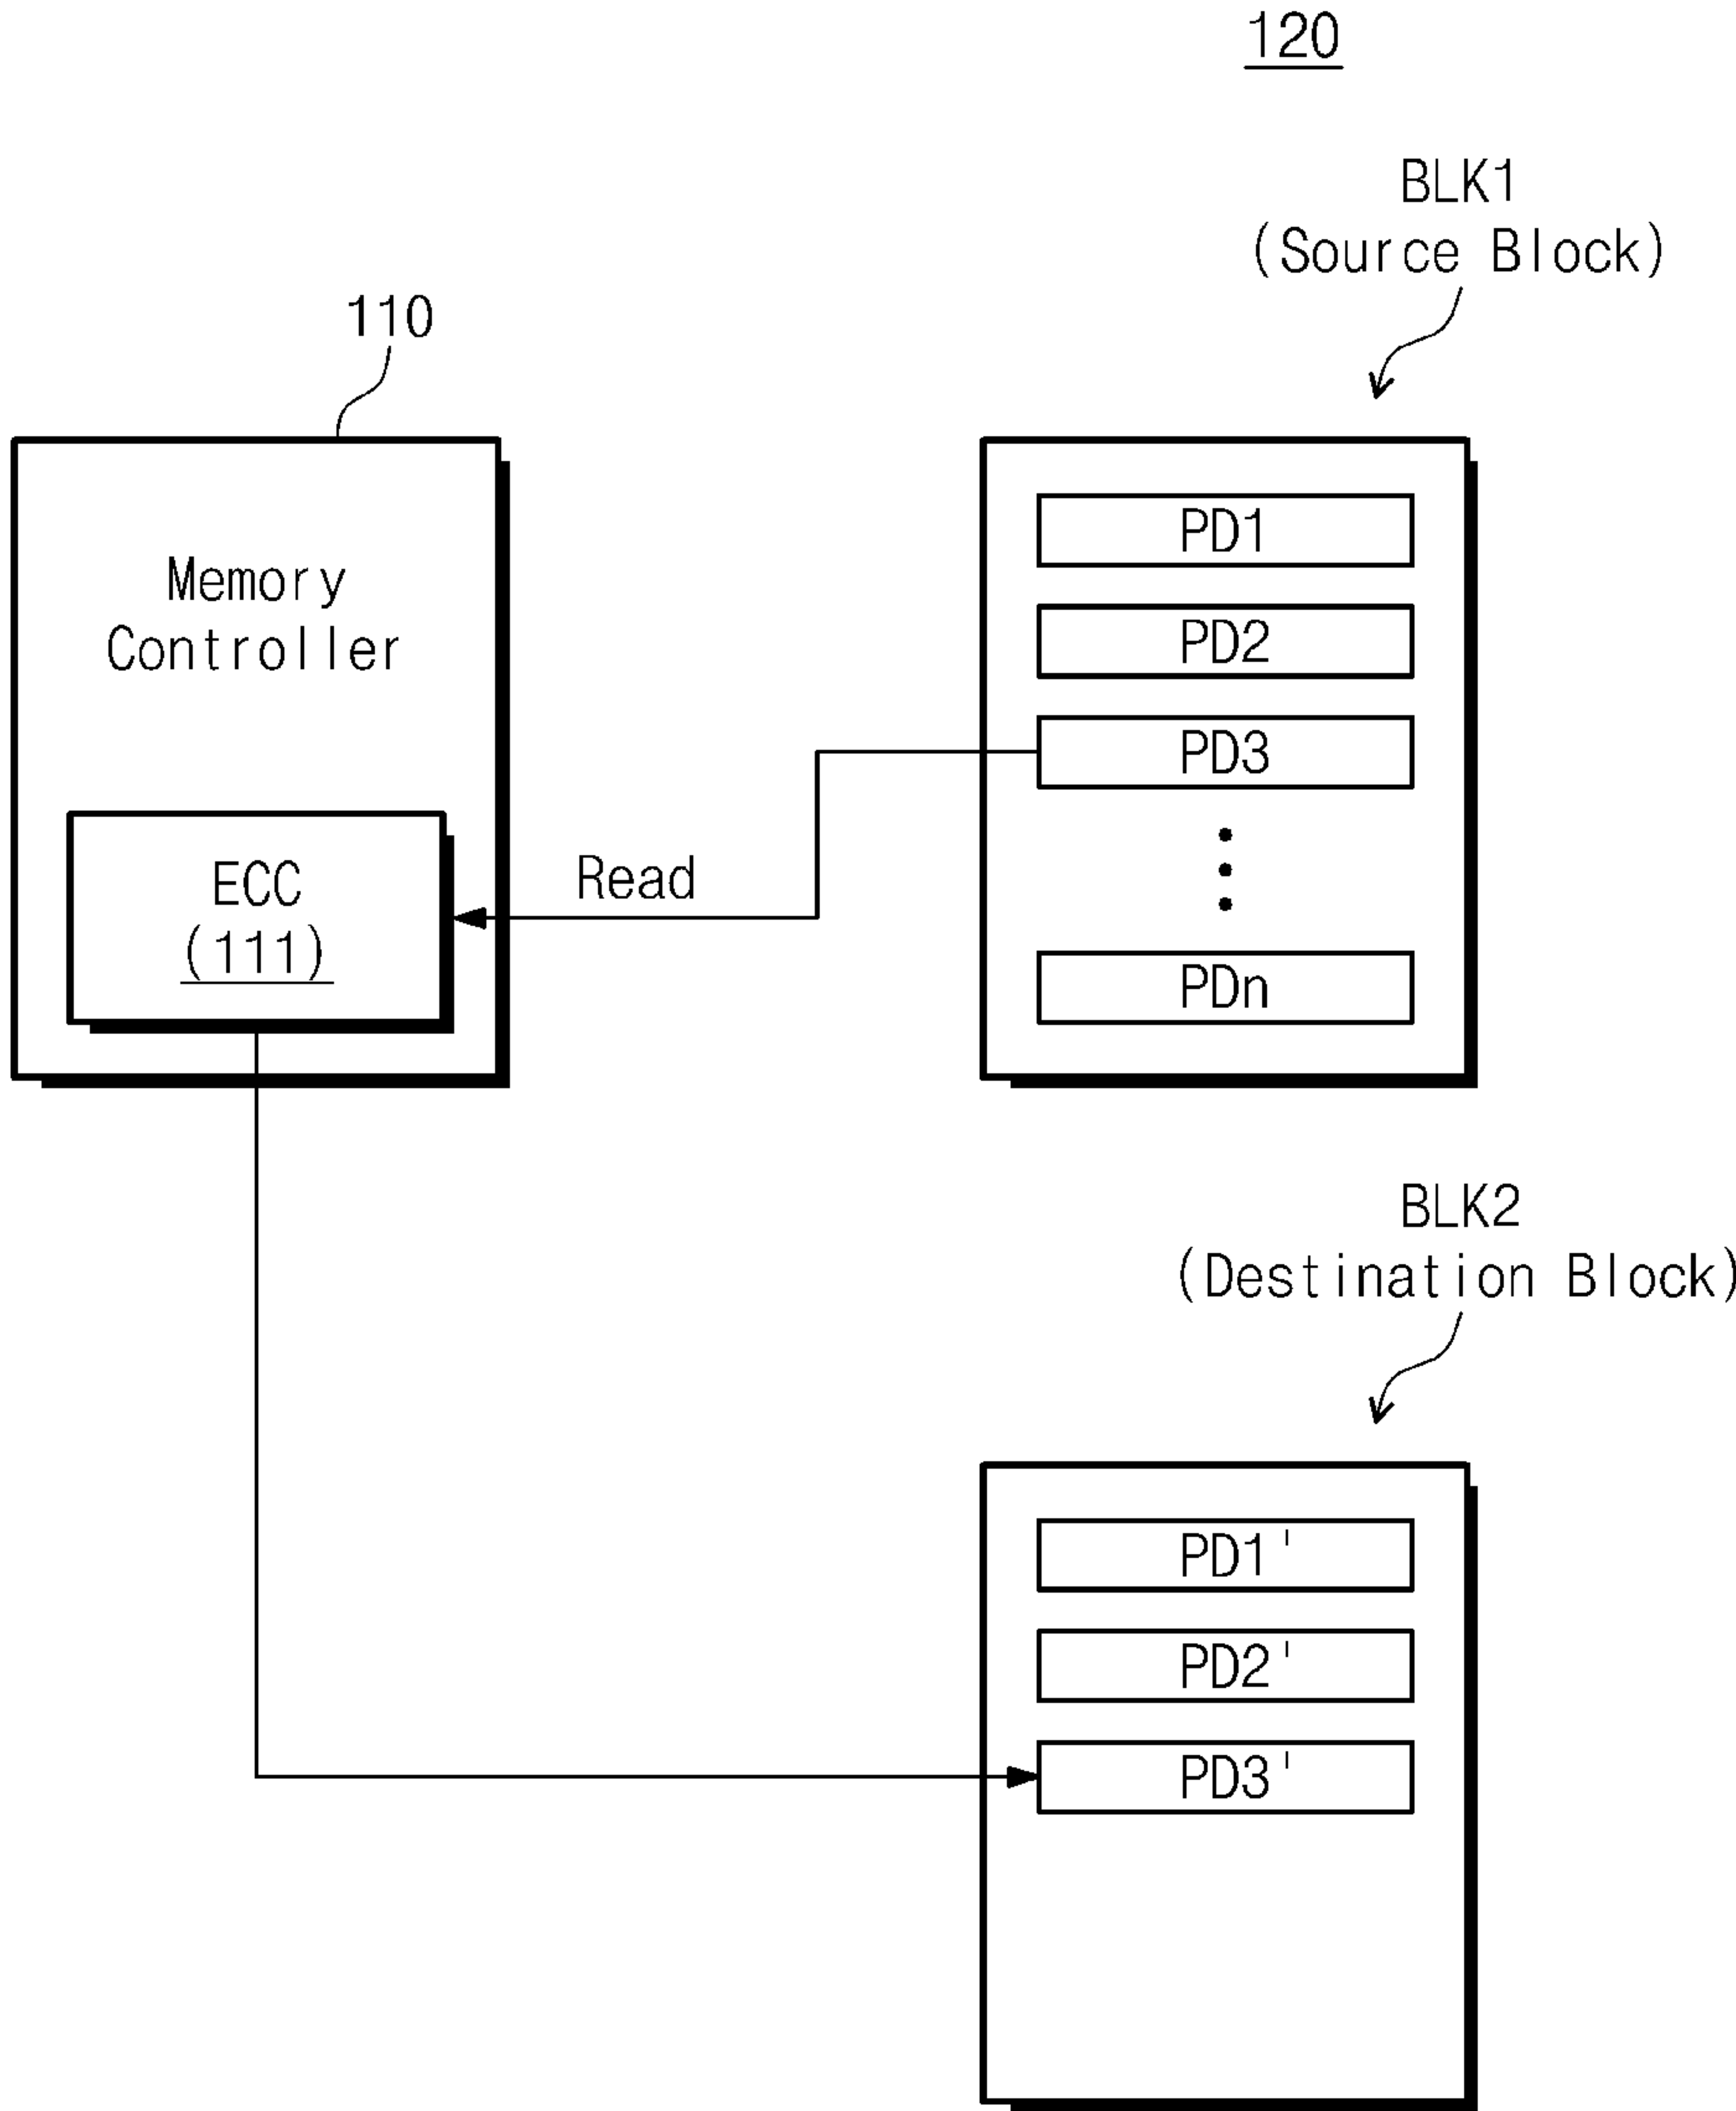 120
BLK1
(Source Block)
110
Memory
Controller
PD1
PD2
PD3
ECC
(111)
Read
PDn
BLK2
(Destination Block)
PD1'
PD2'
PD3'